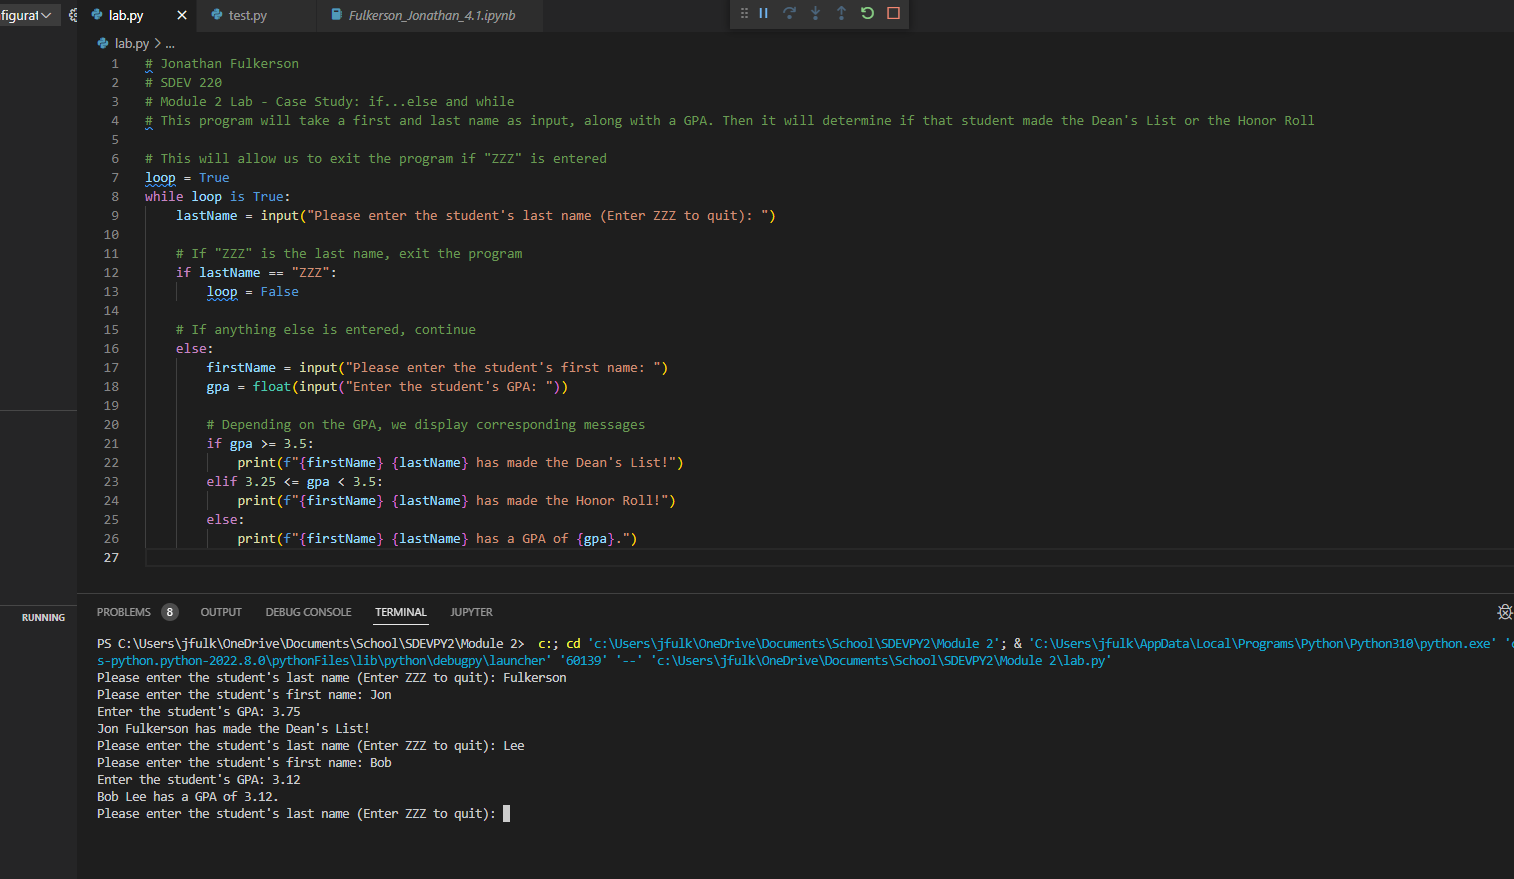 figurat
lab.py
test.py
Fulkerson_Jonathan_4.1.ipynb
lab.py > ...
1 # Jonathan Fulkerson
2 # SDEV 220
3 # Module 2 Lab - Case Study: if...else and while
4 # This program will take a first and last name as input, along with a GPA. Then it will determine if that student made the Dean's List or the Honor Roll
5
6 # This will allow us to exit the program if "ZZZ" is entered
7 loop = True
8 while loop is True:
9     lastName = input("Please enter the student's last name (Enter ZZZ to quit): ")
10
11     # If "ZZZ" is the last name, exit the program
12     if lastName == "ZZZ":
13         loop = False
14
15     # If anything else is entered, continue
16     else:
17         firstName = input("Please enter the student's first name: ")
18         gpa = float(input("Enter the student's GPA: "))
19
20         # Depending on the GPA, we display corresponding messages
21         if gpa >= 3.5:
22             print(f"{firstName} {lastName} has made the Dean's List!")
23         elif 3.25 <= gpa < 3.5:
24             print(f"{firstName} {lastName} has made the Honor Roll!")
25         else:
26             print(f"{firstName} {lastName} has a GPA of {gpa}.")
27
RUNNING
PROBLEMS 8 OUTPUT DEBUG CONSOLE TERMINAL JUPYTER
PS C:\Users\jfulk\OneDrive\Documents\School\SDEVPY2\Module 2>  c:; cd 'c:\Users\jfulk\OneDrive\Documents\School\SDEVPY2\Module 2'; & 'C:\Users\jfulk\AppData\Local\Programs\Python\Python310\python.exe' 'c
s-python.python-2022.8.0\pythonFiles\lib\python\debugpy\launcher' '60139' '--' 'c:\Users\jfulk\OneDrive\Documents\School\SDEVPY2\Module 2\lab.py'
Please enter the student's last name (Enter ZZZ to quit): Fulkerson
Please enter the student's first name: Jon
Enter the student's GPA: 3.75
Jon Fulkerson has made the Dean's List!
Please enter the student's last name (Enter ZZZ to quit): Lee
Please enter the student's first name: Bob
Enter the student's GPA: 3.12
Bob Lee has a GPA of 3.12.
Please enter the student's last name (Enter ZZZ to quit):